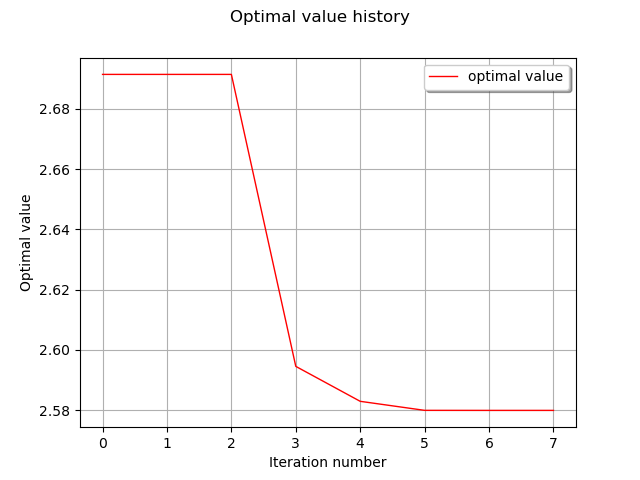 Optimal value history
optimal value
Optimal value
2.68
2.66
2.64
2.62
2.60
2.58
0 1 2 3 4 5 6 7
Iteration number